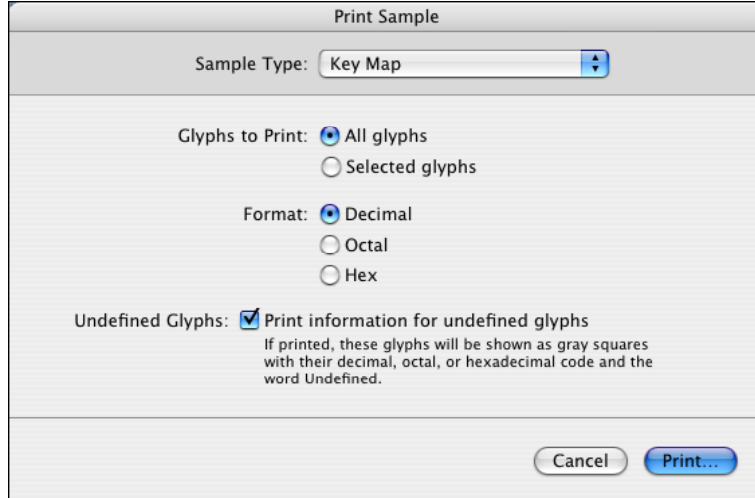 Print Sample
Sample Type: Key Map
Glyphs to Print: All glyphs
Selected glyphs
Format: Decimal
Octal
Hex
Undefined Glyphs: Print information for undefined glyphs
If printed, these glyphs will be shown as gray squares
with their decimal, octal, or hexadecimal code and the
word Undefined.
Cancel Print...